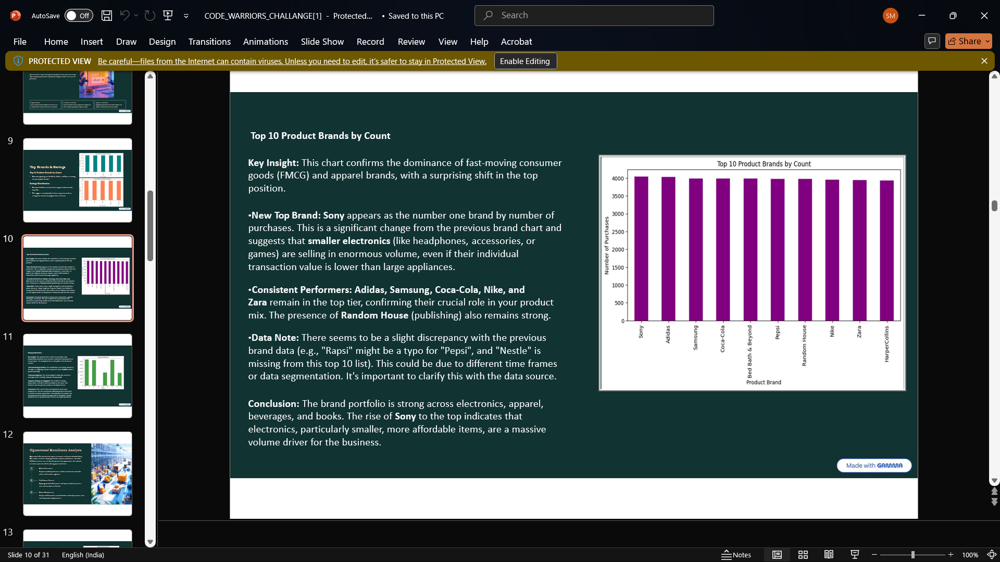 AutoSave Off CODE_WARRIORS_CHALLANGE[1] - Protected... • Saved to this PC Search SM
File Home Insert Draw Design Transitions Animations Slide Show Record Review View Help Acrobat Share
PROTECTED VIEW Be careful—files from the Internet can contain viruses. Unless you need to edit, it's safer to stay in Protected View. Enable Editing
9
Top Brands & Ratings
Top 10 Product Brands by Count
Ratings Distribution
10
11
12
Operational Excellence Analysis
13
Top 10 Product Brands by Count
Key Insight: This chart confirms the dominance of fast-moving consumer
goods (FMCG) and apparel brands, with a surprising shift in the top
position.
•New Top Brand: Sony appears as the number one brand by number of
purchases. This is a significant change from the previous brand chart and
suggests that smaller electronics (like headphones, accessories, or
games) are selling in enormous volume, even if their individual
transaction value is lower than large appliances.
•Consistent Performers: Adidas, Samsung, Coca-Cola, Nike, and
Zara remain in the top tier, confirming their crucial role in your product
mix. The presence of Random House (publishing) also remains strong.
•Data Note: There seems to be a slight discrepancy with the previous
brand data (e.g., "Rapsi" might be a typo for "Pepsi", and "Nestle" is
missing from this top 10 list). This could be due to different time frames
or data segmentation. It's important to clarify this with the data source.
Conclusion: The brand portfolio is strong across electronics, apparel,
beverages, and books. The rise of Sony to the top indicates that
electronics, particularly smaller, more affordable items, are a massive
volume driver for the business.
Top 10 Product Brands by Count
Number of Purchases
4000
3500
3000
2500
2000
1500
1000
500
0
Sony
Adidas
Samsung
Coca-Cola
Bed Bath & Beyond
Pepsi
Random House
Nike
Zara
HarperCollins
Product Brand
Made with GAMMA
Slide 10 of 31 English (India) Notes 100%